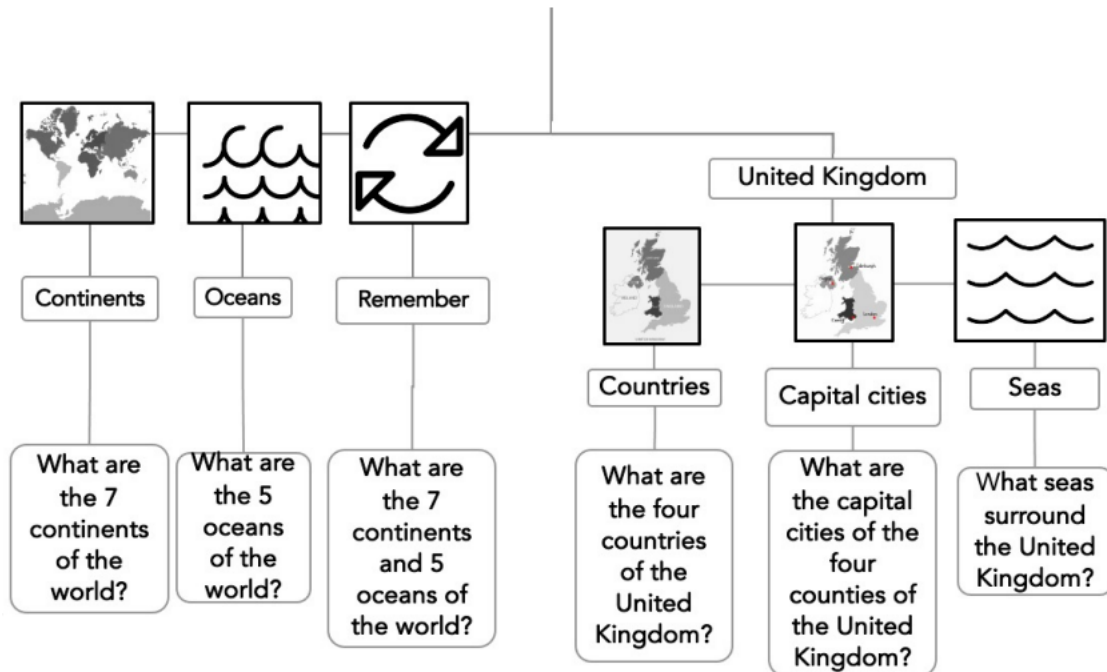 United Kingdom
Continents
Oceans
Remember
Edinburgh
London
Countries
Capital cities
Seas
What are
the 7
continents
of the
world?
What are
the 5
oceans
of the
world?
What are
the 7
continents
and 5
oceans of
the world?
What are
the four
countries
of the
United
Kingdom?
What are
the capital
cities of the
four
counties of
the United
Kingdom?
What seas
surround
the United
Kingdom?